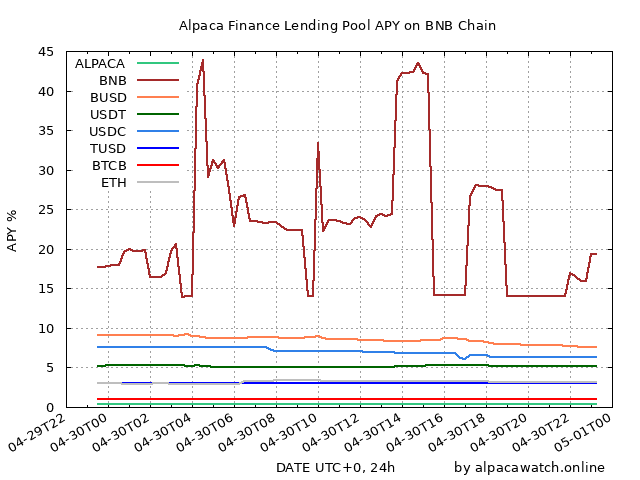 Alpaca Finance Lending Pool APY on BNB Chain
45
40
35
30
25
20
15
10
5
0
APY %
ALPACA
BNB
BUSD
USDT
USDC
TUSD
BTCB
ETH
04-29T22
04-30T00
04-30T02
04-30T04
04-30T06
04-30T08
04-30T10
04-30T12
04-30T14
04-30T16
04-30T18
04-30T20
04-30T22
05-01T00
DATE UTC+0, 24h
by alpacawatch.online